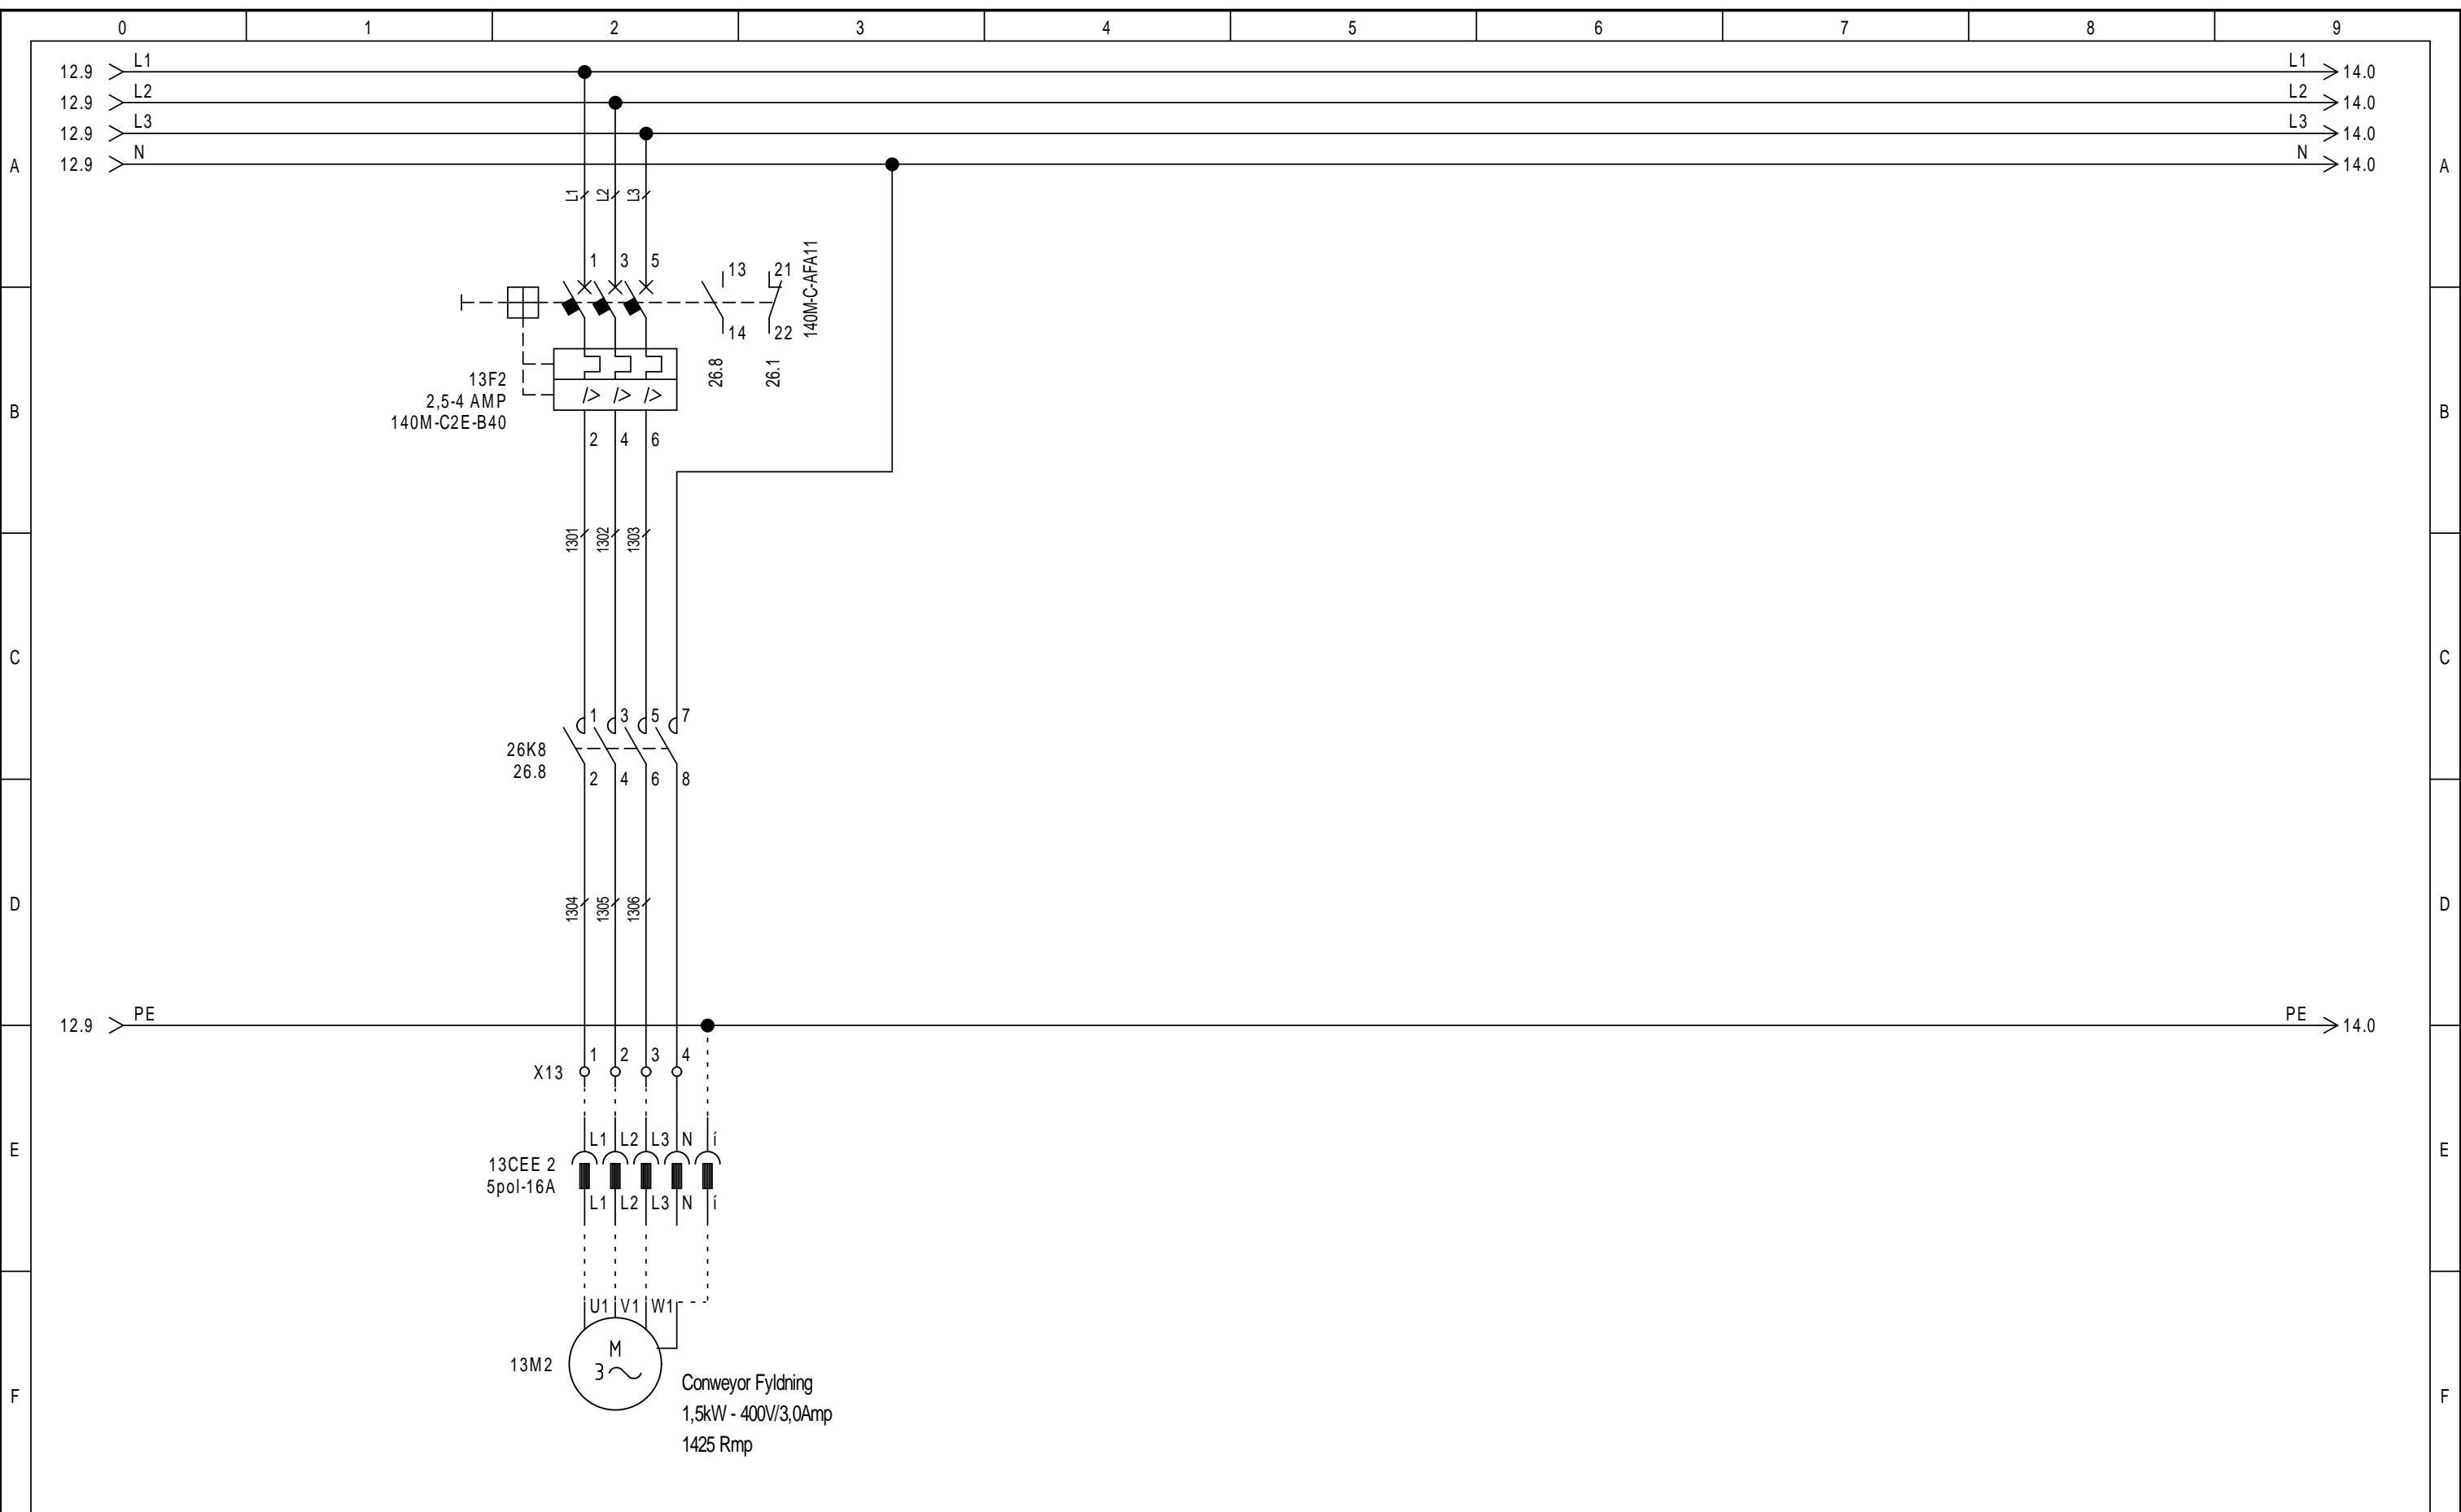 0 1 2 3 4 5 6 7 8 9
12.9 L1 L1 14.0
12.9 L2 L2 14.0
12.9 L3 L3 14.0
12.9 N N 14.0
A A
L1 L2 L3
1 3 5 13 21
140M-C-AFA11
14 22
26.8 26.1
13F2
2,5-4 AMP
140M-C2E-B40
/> /> />
B B
2 4 6
1301 1302 1303
C C
1 3 5 7
26K8
26.8
2 4 6 8
D D
1304 1305 1306
12.9 PE PE 14.0
1 2 3 4
X13
E E
L1 L2 L3 N í
13CEE 2
5pol-16A
L1 L2 L3 N í
U1 V1 W1
M
3
13M2
Conweyor Fyldning
1,5kW - 400V/3,0Amp
1425 Rmp
F F